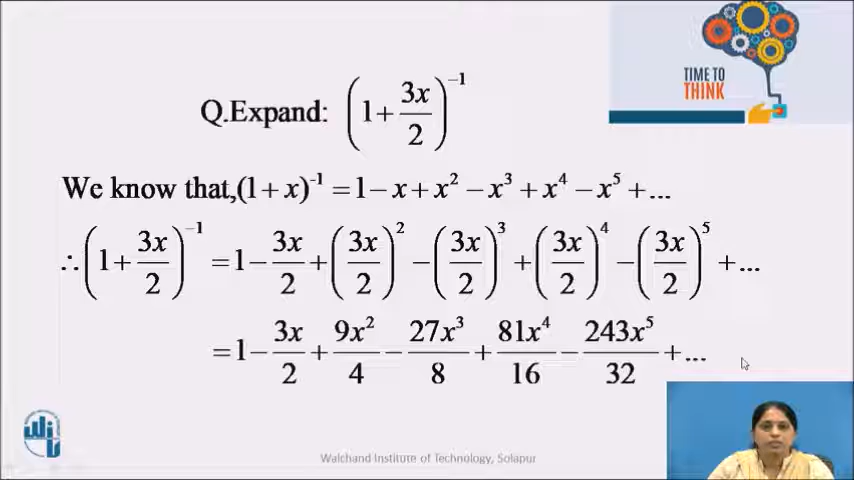 TIME TO
THINK
Q.Expand: (1 + 3x/2)^-1
We know that,(1 + x)^-1 = 1 − x + x^2 − x^3 + x^4 − x^5 + ...
∴ (1 + 3x/2)^-1 = 1 − 3x/2 + (3x/2)^2 − (3x/2)^3 + (3x/2)^4 − (3x/2)^5 + ...
= 1 − 3x/2 + 9x^2/4 − 27x^3/8 + 81x^4/16 − 243x^5/32 + ...
Walchand Institute of Technology, Solapur